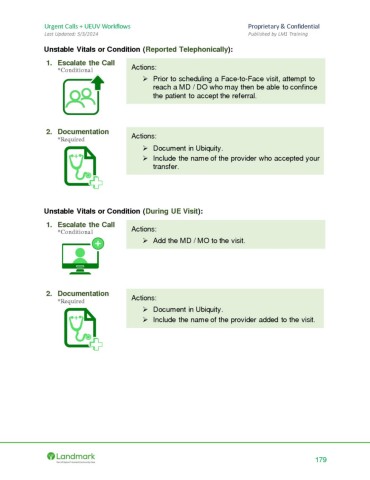 Urgent Calls + UEUV Workflows
Proprietary & Confidential
Last Updated: 5/3/2024
Published by LM1 Training
Unstable Vitals or Condition (Reported Telephonically):
1. Escalate the Call
*Conditional
Actions:
➢ Prior to scheduling a Face-to-Face visit, attempt to
reach a MD / DO who may then be able to confince
the patient to accept the referral.
2. Documentation
*Required
Actions:
➢ Document in Ubiquity.
➢ Include the name of the provider who accepted your
transfer.
Unstable Vitals or Condition (During UE Visit):
1. Escalate the Call
*Conditional
Actions:
➢ Add the MD / MO to the visit.
2. Documentation
*Required
Actions:
➢ Document in Ubiquity.
➢ Include the name of the provider added to the visit.
Landmark
179